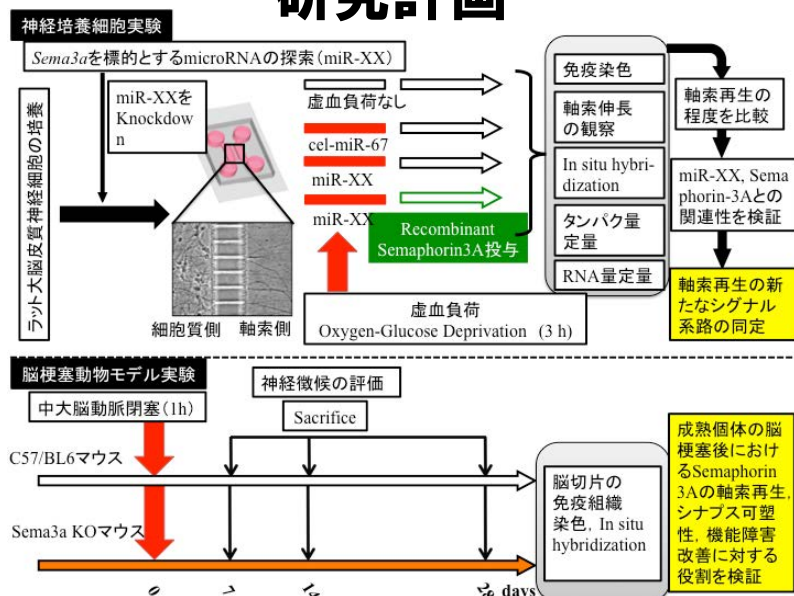 研究計画
神経培養細胞実験
Sema3aを標的とするmicroRNAの探索(miR-XX)
ラット大脳皮質神経細胞の培養
miR-XXを
Knockdow
n
細胞質側
軸索側
虚血負荷なし
cel-miR-67
miR-XX
miR-XX
Recombinant
Semaphorin3A投与
虚血負荷
Oxygen-Glucose Deprivation (3 h)
免疫染色
軸索伸長
の観察
In situ hybri-
dization
タンパク量
定量
RNA量定量
軸索再生の
程度を比較
miR-XX, Sema
phorin-3Aとの
関連性を検証
軸索再生の新
たなシグナル
系路の同定
脳梗塞動物モデル実験
中大脳動脈閉塞(1h)
神経徴候の評価
Sacrifice
C57/BL6マウス
Sema3a KOマウス
0
7
14
28
days
脳切片の
免疫組織
染色, In situ
hybridization
成熟個体の脳
梗塞後におけ
るSemaphorin
3Aの軸索再生,
シナプス可塑
性, 機能障害
改善に対する
役割を検証